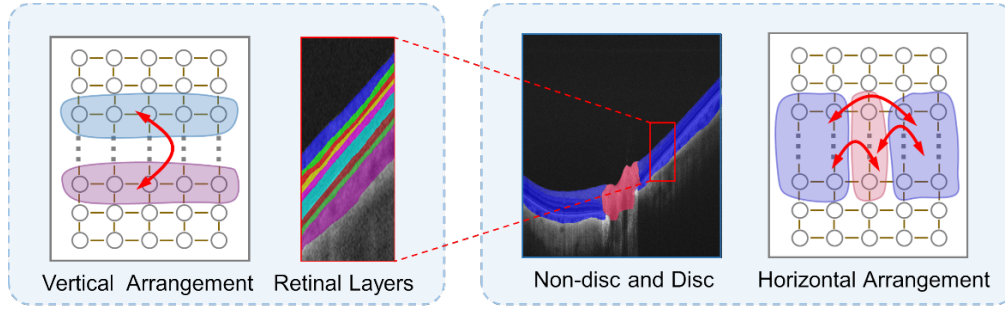 Vertical Arrangement
Retinal Layers
Non-disc and Disc
Horizontal Arrangement